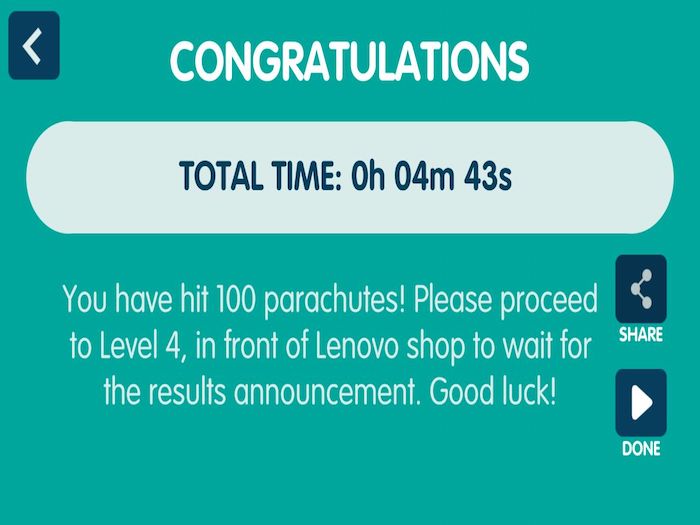 CONGRATULATIONS
TOTAL TIME: 0h 04m 43s
You have hit 100 parachutes! Please proceed
to Level 4, in front of Lenovo shop to wait for
the results announcement. Good luck!
SHARE
DONE